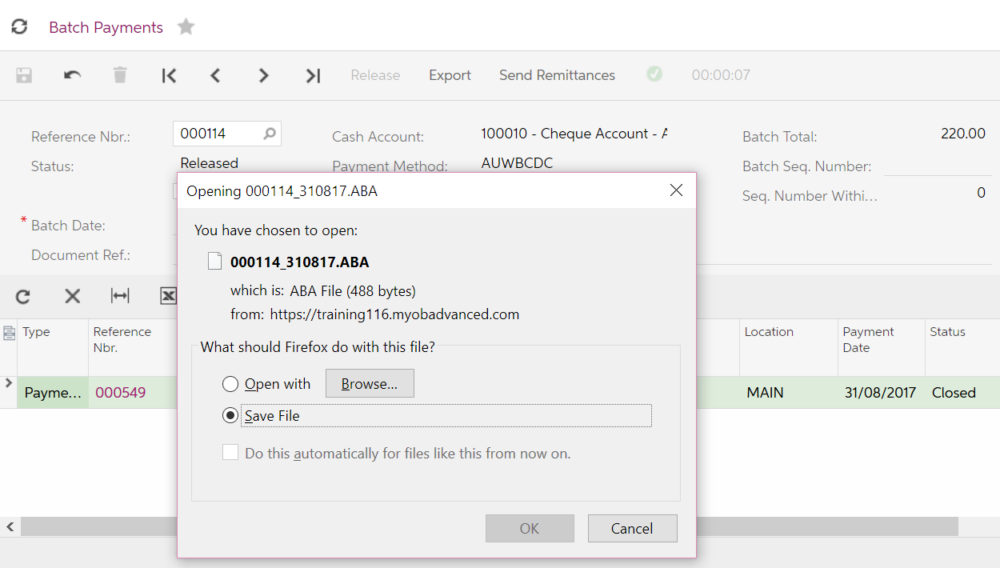 Batch Payments
Release Export Send Remittances 00:00:07
Reference Nbr.: 000114 Cash Account: 100010 - Cheque Account - A Batch Total: 220.00
Status: Released Payment Method: AUWBCDC Batch Seq. Number:
Seq. Number Withi... 0
* Batch Date:
Document Ref.:
Opening 000114_310817.ABA
You have chosen to open:
000114_310817.ABA
which is: ABA File (488 bytes)
from: https://training116.myobadvanced.com
What should Firefox do with this file?
Open with Browse...
Save File
Do this automatically for files like this from now on.
OK Cancel
Type Reference Nbr. Location Payment Date Status
Payme... 000549 MAIN 31/08/2017 Closed